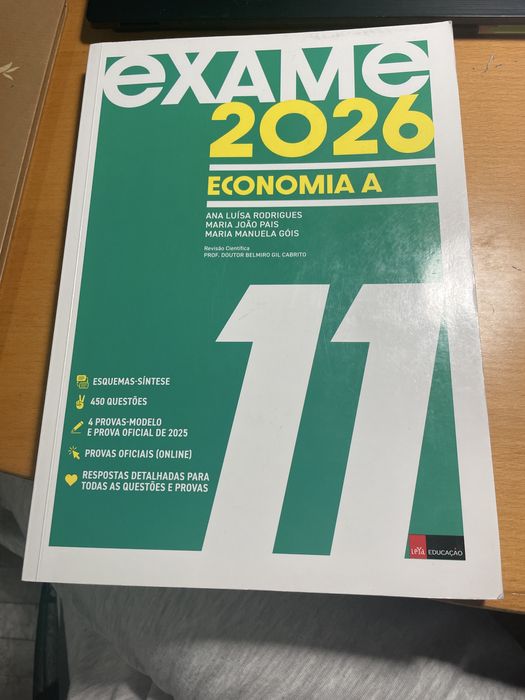 EXAME
2026
ECONOMIA A
ANA LUÍSA RODRIGUES
MARIA JOÃO PAIS
MARIA MANUELA GÓIS
Revisão Científica
PROF. DOUTOR BELMIRO GIL CABRITO
11
ESQUEMAS-SÍNTESE
450 QUESTÕES
4 PROVAS-MODELO
E PROVA OFICIAL DE 2025
PROVAS OFICIAIS (ONLINE)
RESPOSTAS DETALHADAS PARA
TODAS AS QUESTÕES E PROVAS
LEYA EDUCAÇÃO